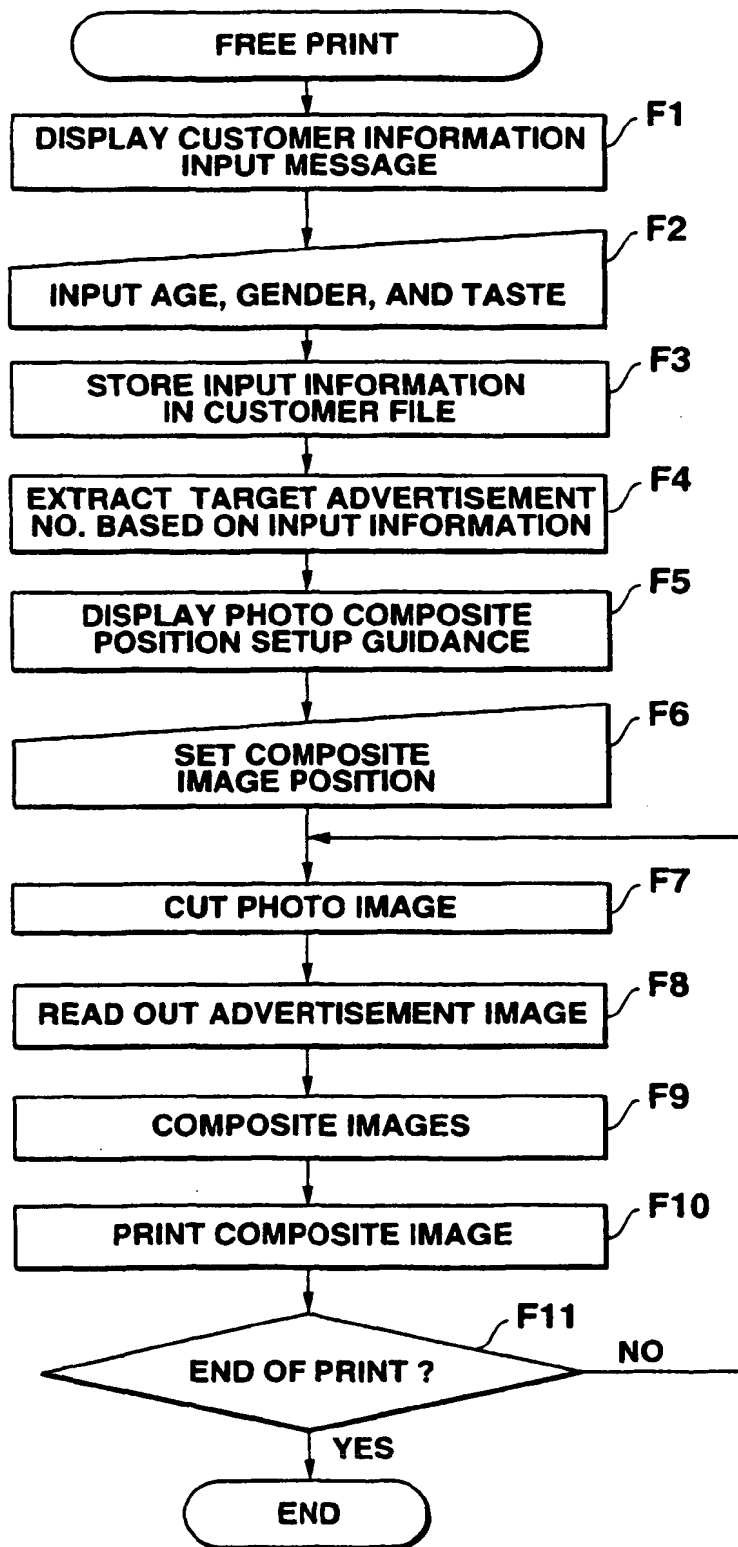 FREE PRINT
F1
DISPLAY CUSTOMER INFORMATION
INPUT MESSAGE
F2
INPUT AGE, GENDER, AND TASTE
F3
STORE INPUT INFORMATION
IN CUSTOMER FILE
F4
EXTRACT TARGET ADVERTISEMENT
NO. BASED ON INPUT INFORMATION
F5
DISPLAY PHOTO COMPOSITE
POSITION SETUP GUIDANCE
F6
SET COMPOSITE
IMAGE POSITION
F7
CUT PHOTO IMAGE
F8
READ OUT ADVERTISEMENT IMAGE
F9
COMPOSITE IMAGES
F10
PRINT COMPOSITE IMAGE
F11
END OF PRINT ?
NO
YES
END